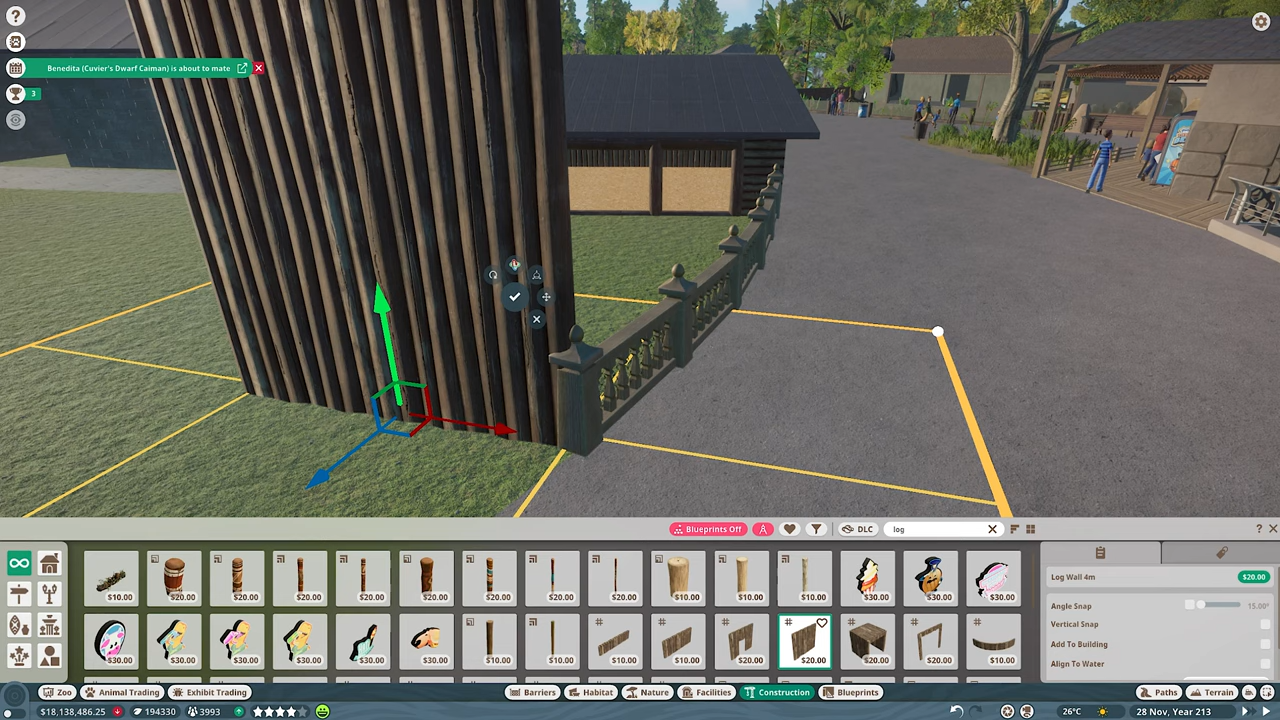 Benedita (Cuvier's Dwarf Caiman) is about to mate
3
Blueprints Off
DLC
log
?
$10.00 $20.00 $20.00 $20.00 $20.00 $20.00 $20.00 $20.00 $20.00 $10.00 $10.00 $10.00 $30.00 $30.00 $30.00
$30.00 $30.00 $30.00 $30.00 $30.00 $30.00 $10.00 $10.00 $10.00 $10.00 $20.00 $20.00 $20.00 $20.00 $10.00
Log Wall 4m $20.00
Angle Snap 15.00°
Vertical Snap
Add To Building
Align To Water
Zoo Animal Trading Exhibit Trading Barriers Habitat Nature Facilities Construction Blueprints Paths Terrain
$18,138,486.25 194330 3993 26°C 28 Nov, Year 213